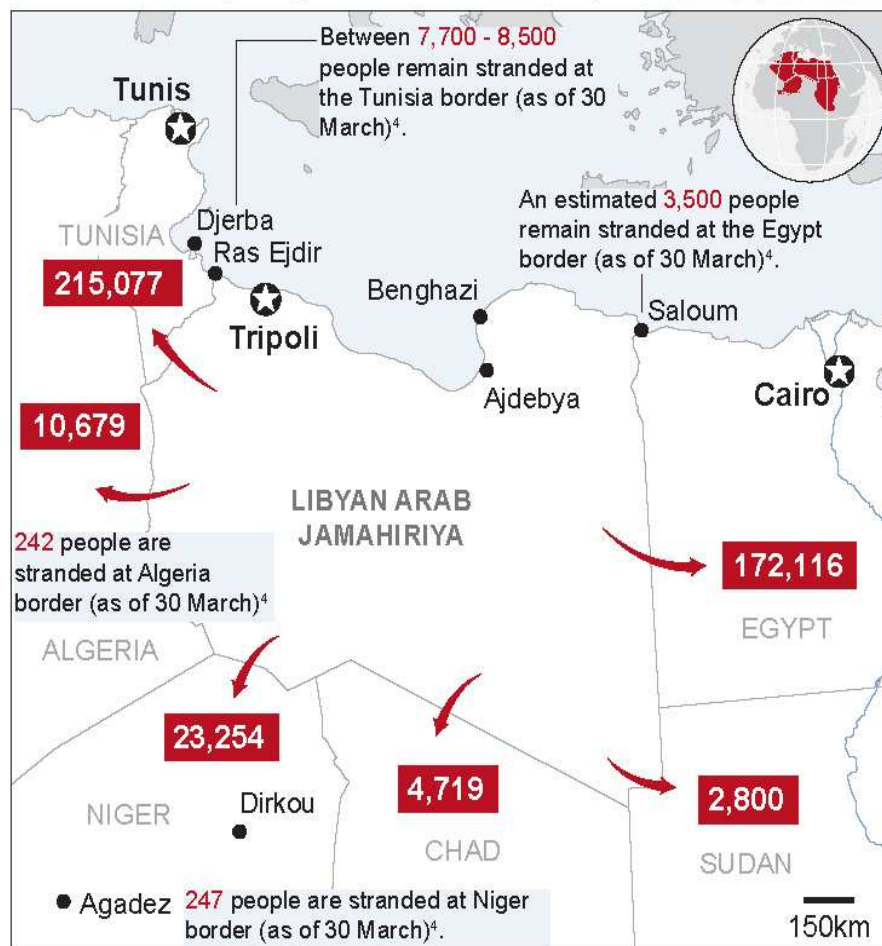 Between 7,700 - 8,500
people remain stranded at
the Tunisia border (as of 30
March)⁴.
Tunis
An estimated 3,500 people
remain stranded at the Egypt
border (as of 30 March)⁴.
TUNISIA
Djerba
Ras Ejdir
215,077
Tripoli
Benghazi
Saloum
Ajdebya
Cairo
10,679
LIBYAN ARAB
JAMAHIRIYA
242 people are
stranded at Algeria
border (as of 30 March)⁴
172,116
EGYPT
ALGERIA
23,254
4,719
2,800
NIGER
Dirkou
CHAD
SUDAN
Agadez
247 people are stranded at Niger
border (as of 30 March)⁴.
150km